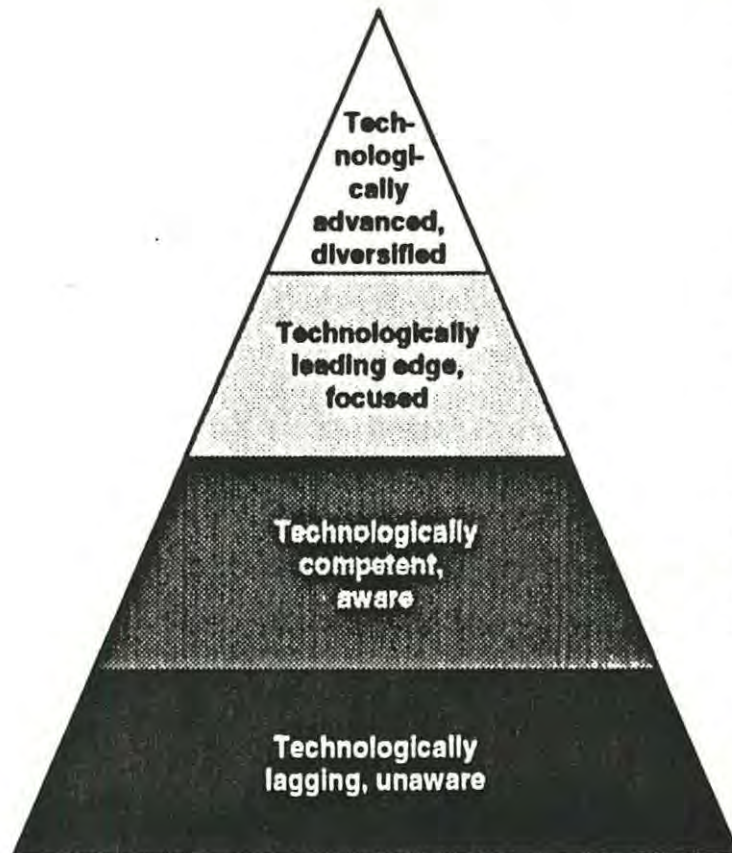 Tech-
nologi-
cally
advanced,
diversified
Technologically
leading edge,
focused
Technologically
competent,
aware
Technologically
lagging, unaware